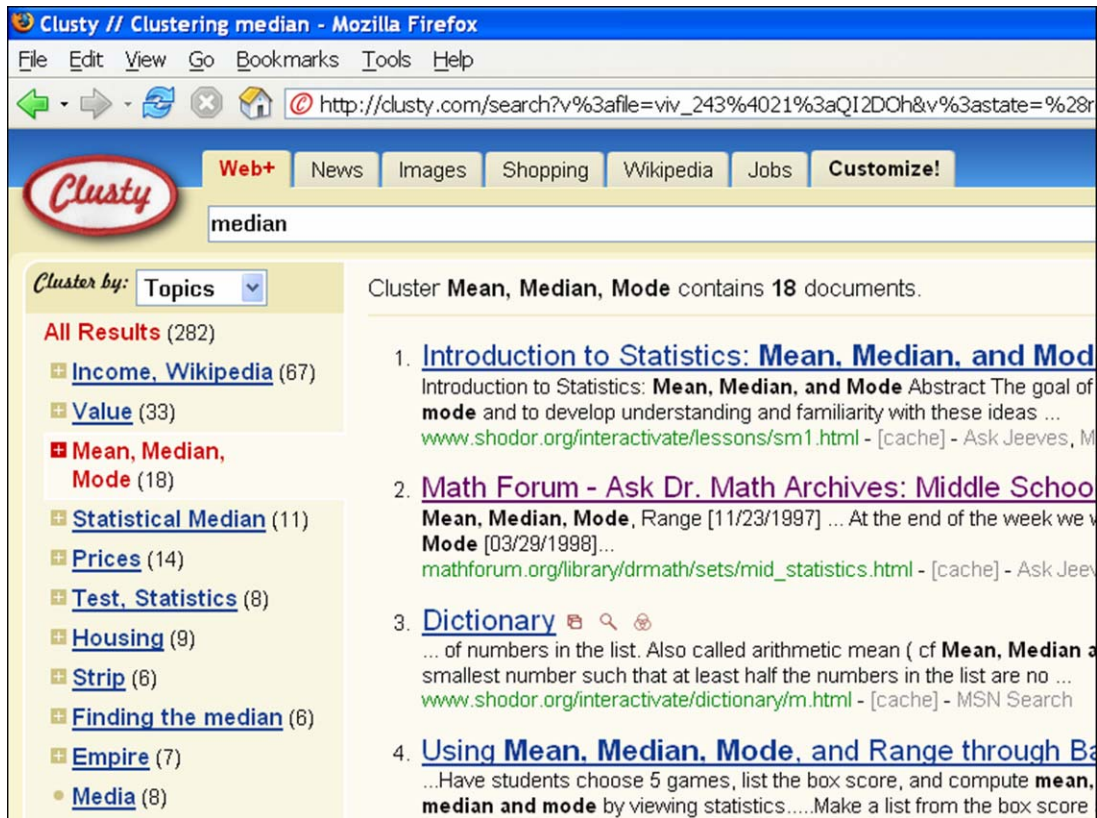 Clusty // Clustering median - Mozilla Firefox
File Edit View Go Bookmarks Tools Help
http://clusty.com/search?v%3afile=viv_243%4021%3aQI2DOh&v%3astate=%28r
Clusty
Web+ News Images Shopping Wikipedia Jobs Customize!
median
Cluster by: Topics
All Results (282)
Income, Wikipedia (67)
Value (33)
Mean, Median,
Mode (18)
Statistical Median (11)
Prices (14)
Test, Statistics (8)
Housing (9)
Strip (6)
Finding the median (6)
Empire (7)
Media (8)
Cluster Mean, Median, Mode contains 18 documents.
1. Introduction to Statistics: Mean, Median, and Mod
Introduction to Statistics: Mean, Median, and Mode Abstract The goal of
mode and to develop understanding and familiarity with these ideas ...
www.shodor.org/interactivate/lessons/sm1.html - [cache] - Ask Jeeves, M
2. Math Forum - Ask Dr. Math Archives: Middle Schoo
Mean, Median, Mode, Range [11/23/1997] ... At the end of the week we w
Mode [03/29/1998]...
mathforum.org/library/drmath/sets/mid_statistics.html - [cache] - Ask Jeev
3. Dictionary
... of numbers in the list. Also called arithmetic mean ( cf Mean, Median a
smallest number such that at least half the numbers in the list are no ...
www.shodor.org/interactivate/dictionary/m.html - [cache] - MSN Search
4. Using Mean, Median, Mode, and Range through Ba
...Have students choose 5 games, list the box score, and compute mean,
median and mode by viewing statistics.....Make a list from the box score